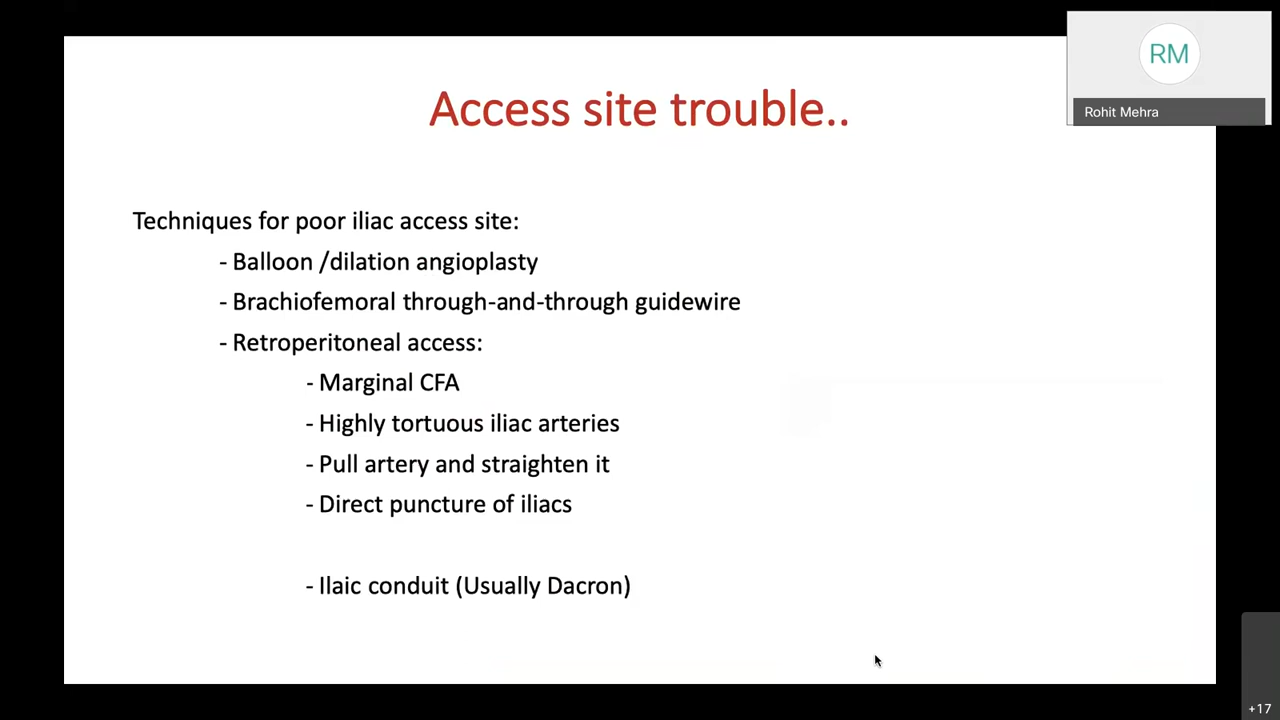 Access site trouble..
RM
Rohit Mehra
Techniques for poor iliac access site:
- Balloon /dilation angioplasty
- Brachiofemoral through-and-through guidewire
- Retroperitoneal access:
- Marginal CFA
- Highly tortuous iliac arteries
- Pull artery and straighten it
- Direct puncture of iliacs
- Ilaic conduit (Usually Dacron)
+17